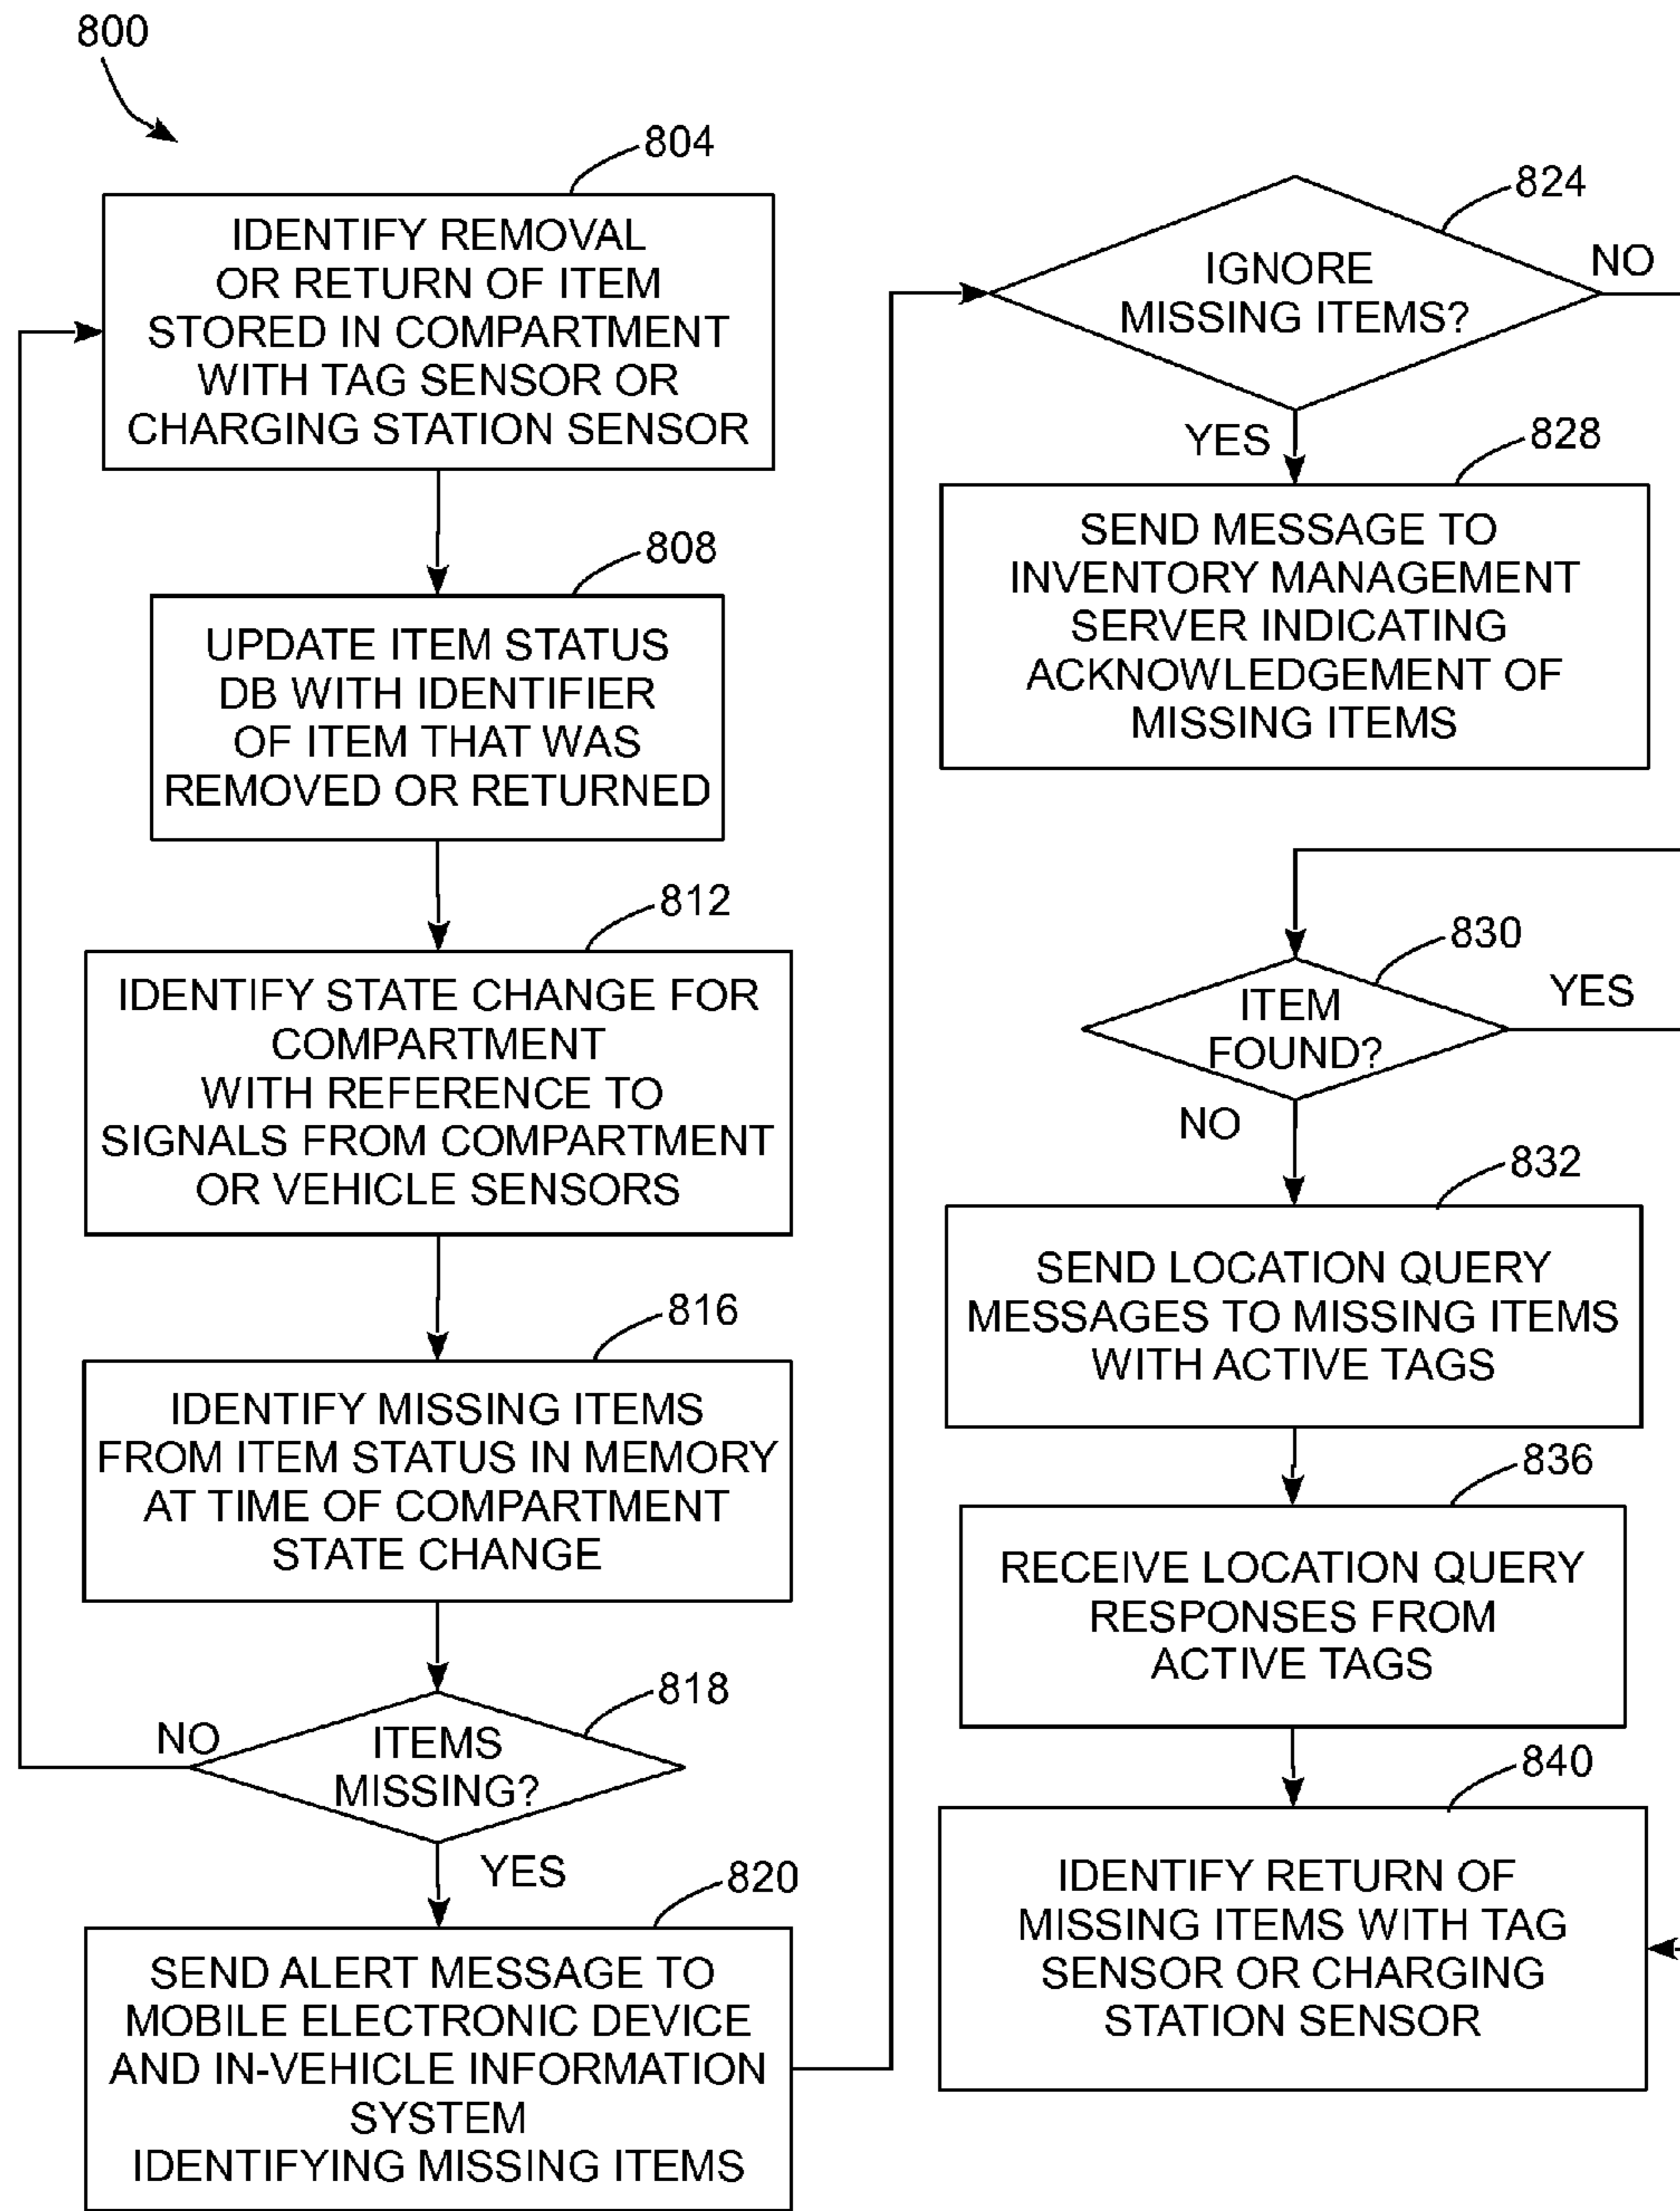 800
804
IDENTIFY REMOVAL
OR RETURN OF ITEM
STORED IN COMPARTMENT
WITH TAG SENSOR OR
CHARGING STATION SENSOR
808
UPDATE ITEM STATUS
DB WITH IDENTIFIER
OF ITEM THAT WAS
REMOVED OR RETURNED
812
IDENTIFY STATE CHANGE FOR
COMPARTMENT
WITH REFERENCE TO
SIGNALS FROM COMPARTMENT
OR VEHICLE SENSORS
816
IDENTIFY MISSING ITEMS
FROM ITEM STATUS IN MEMORY
AT TIME OF COMPARTMENT
STATE CHANGE
818
NO
ITEMS
MISSING?
YES
820
SEND ALERT MESSAGE TO
MOBILE ELECTRONIC DEVICE
AND IN-VEHICLE INFORMATION
SYSTEM
IDENTIFYING MISSING ITEMS
824
IGNORE
MISSING ITEMS?
NO
YES
828
SEND MESSAGE TO
INVENTORY MANAGEMENT
SERVER INDICATING
ACKNOWLEDGEMENT OF
MISSING ITEMS
830
ITEM
FOUND?
YES
NO
832
SEND LOCATION QUERY
MESSAGES TO MISSING ITEMS
WITH ACTIVE TAGS
836
RECEIVE LOCATION QUERY
RESPONSES FROM
ACTIVE TAGS
840
IDENTIFY RETURN OF
MISSING ITEMS WITH TAG
SENSOR OR CHARGING
STATION SENSOR